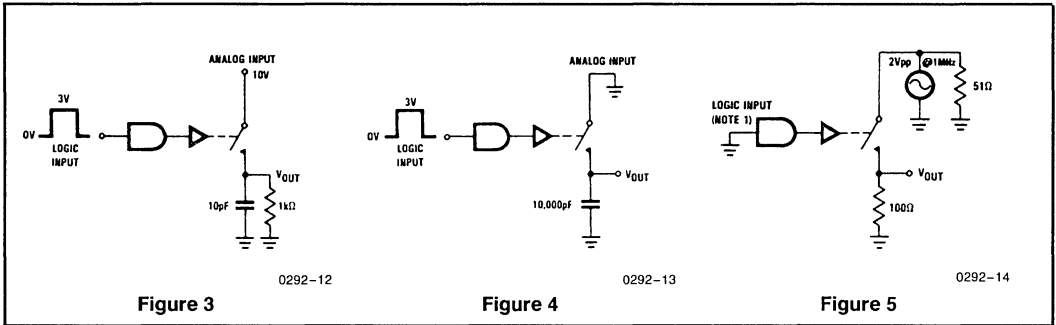 ANALOG INPUT
10V
3V
0V
LOGIC
INPUT
VOUT
10pF
1kΩ
0292–12
Figure 3
ANALOG INPUT
3V
0V
LOGIC
INPUT
VOUT
10,000pF
0292–13
Figure 4
2Vpp @1MHz
51Ω
LOGIC INPUT
(NOTE 1)
VOUT
100Ω
0292–14
Figure 5